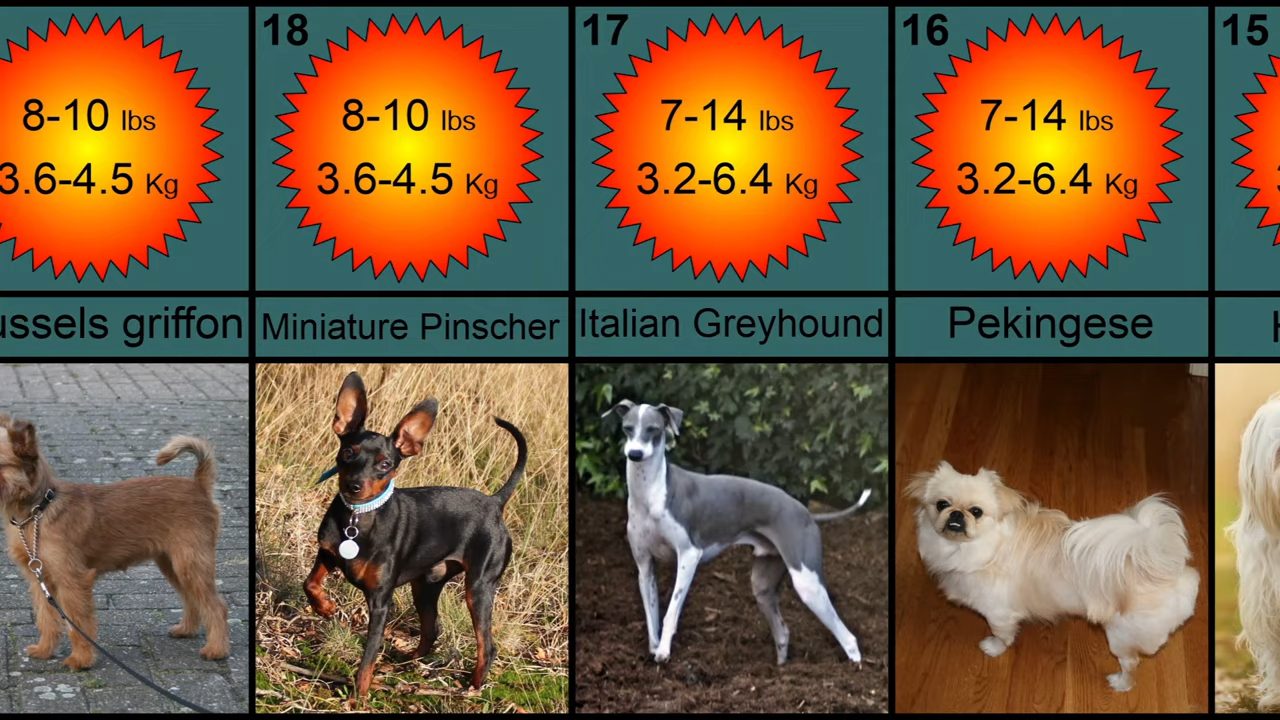 8-10 lbs
3.6-4.5 Kg
ussels griffon
18
8-10 lbs
3.6-4.5 Kg
Miniature Pinscher
17
7-14 lbs
3.2-6.4 Kg
Italian Greyhound
16
7-14 lbs
3.2-6.4 Kg
Pekingese
15